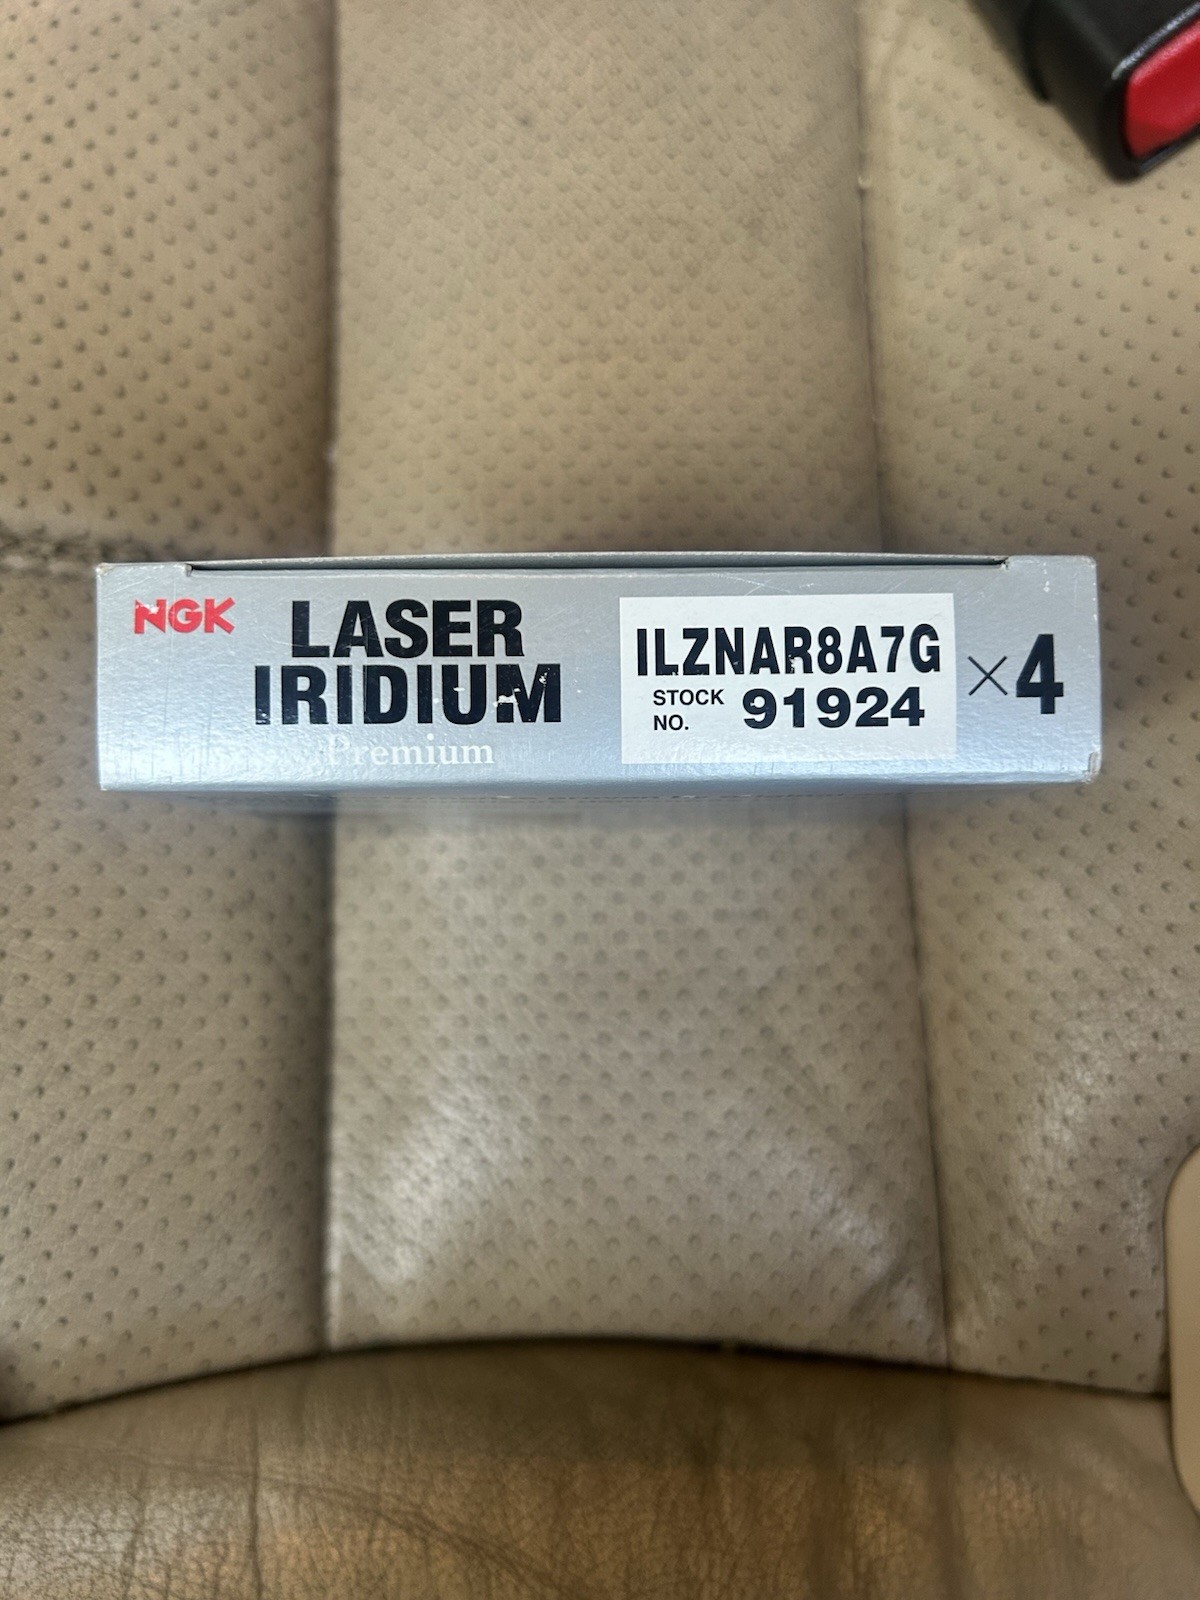 NGK
LASER
IRIDIUM
Premium
ILZNAR8A7G
STOCK
NO. 91924
×4